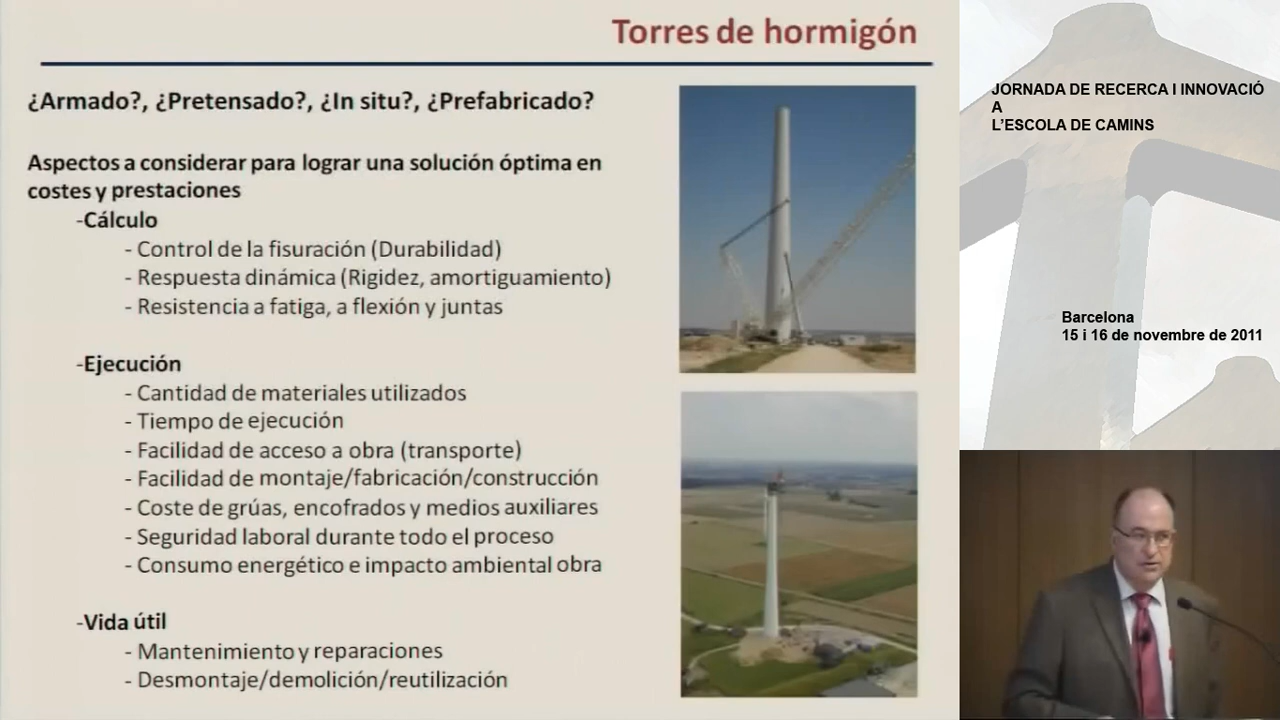 Torres de hormigón
¿Armado?, ¿Pretensado?, ¿In situ?, ¿Prefabricado?
Aspectos a considerar para lograr una solución óptima en
costes y prestaciones
-Cálculo
- Control de la fisuración (Durabilidad)
- Respuesta dinámica (Rigidez, amortiguamiento)
- Resistencia a fatiga, a flexión y juntas
-Ejecución
- Cantidad de materiales utilizados
- Tiempo de ejecución
- Facilidad de acceso a obra (transporte)
- Facilidad de montaje/fabricación/construcción
- Coste de grúas, encofrados y medios auxiliares
- Seguridad laboral durante todo el proceso
- Consumo energético e impacto ambiental obra
-Vida útil
- Mantenimiento y reparaciones
- Desmontaje/demolición/reutilización
JORNADA DE RECERCA I INNOVACIÓ
A
L'ESCOLA DE CAMINS
Barcelona
15 i 16 de novembre de 2011